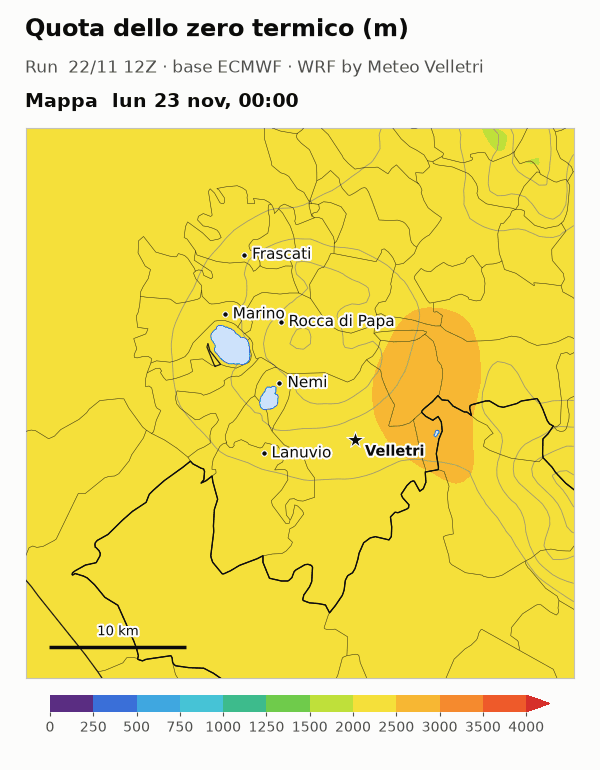 Quota dello zero termico (m)
Run  22/11 12Z · base ECMWF · WRF by Meteo Velletri
Mappa  lun 23 nov, 00:00
Frascati
Marino
Rocca di Papa
Nemi
Velletri
Lanuvio
10 km
0 250 500 750 1000 1250 1500 2000 2500 3000 3500 4000